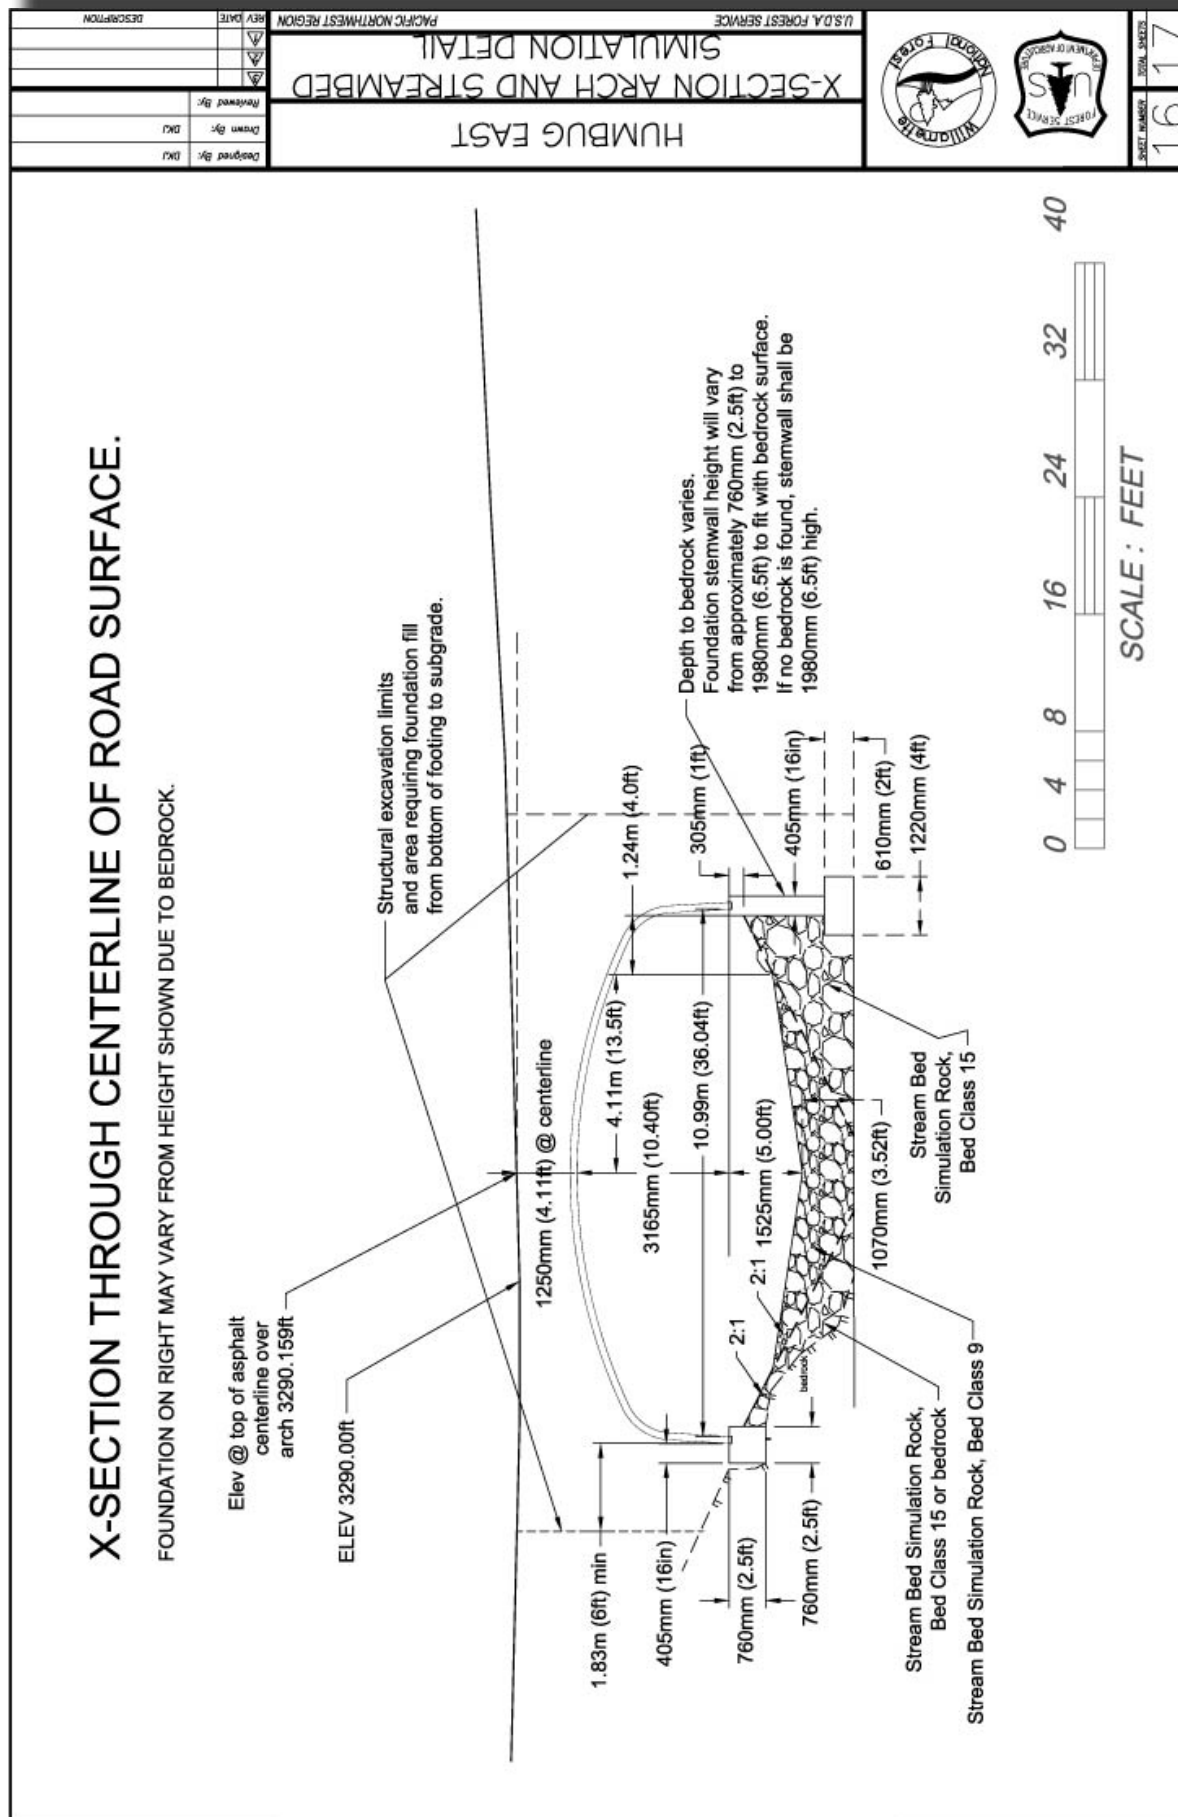 X-SECTION THROUGH CENTERLINE OF ROAD SURFACE.
FOUNDATION ON RIGHT MAY VARY FROM HEIGHT SHOWN DUE TO BEDROCK.
Elev @ top of asphalt
centerline over
arch 3290.159ft
ELEV 3290.00ft
Structural excavation limits
and area requiring foundation fill
from bottom of footing to subgrade.
1250mm (4.11ft) @ centerline
1.83m (6ft) min
405mm (16in)
760mm (2.5ft)
760mm (2.5ft)
3165mm (10.40ft)
4.11m (13.5ft)
1.24m (4.0ft)
10.99m (36.04ft)
305mm (1ft)
Depth to bedrock varies.
Foundation stemwall height will vary
from approximately 760mm (2.5ft) to
1980mm (6.5ft) to fit with bedrock surface.
If no bedrock is found, stemwall shall be
1980mm (6.5ft) high.
2:1
2:1
1525mm (5.00ft)
405mm (16in)
bedrock
1070mm (3.52ft)
610mm (2ft)
1220mm (4ft)
Stream Bed Simulation Rock,
Bed Class 15 or bedrock
Stream Bed Simulation Rock, Bed Class 9
Stream Bed
Simulation Rock,
Bed Class 15
0 4 8 16 24 32 40
SCALE : FEET
SHEET NUMBER
16
TOTAL SHEETS
17
FOREST SERVICE
US
DEPARTMENT OF AGRICULTURE
Willamette
National Forest
HUMBUG EAST
X-SECTION ARCH AND STREAMBED
SIMULATION DETAIL
U.S.D.A. FOREST SERVICE
PACIFIC NORTHWEST REGION
Designed By: DKJ
Drawn By: DKJ
Reviewed By:
REV DATE DESCRIPTION